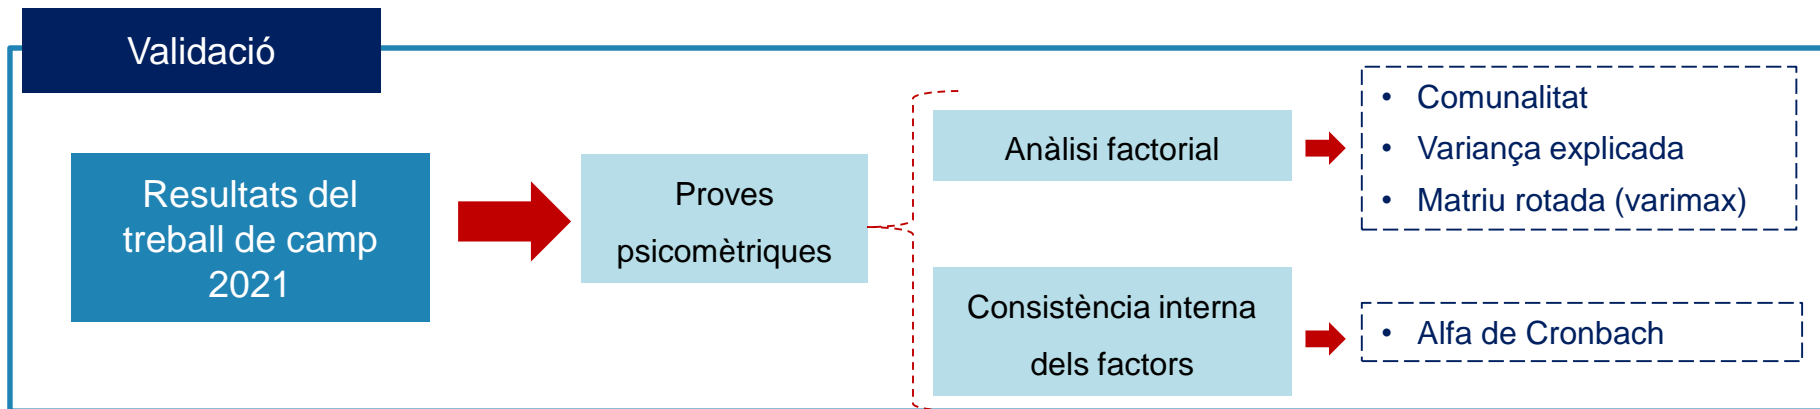 Validació
Resultats del
treball de camp
2021
Proves
psicomètriques
Anàlisi factorial
• Comunalitat
• Variança explicada
• Matriu rotada (varimax)
Consistència interna
dels factors
• Alfa de Cronbach